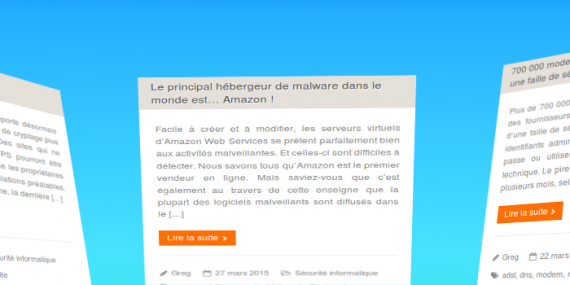 porte désormais
de cryptage plus
Des sites qui ne
PS pourront être
e les propriétaires
lations préalables.
ne, la dernière [...]
urité informatique
Le principal hébergeur de malware dans le
monde est… Amazon !
Facile à créer et à modifier, les serveurs virtuels
d'Amazon Web Services se prêtent parfaitement bien
aux activités malveillantes. Et celles-ci sont difficiles à
détecter. Nous savons tous qu'Amazon est le premier
vendeur en ligne. Mais saviez-vous que c'est
également au travers de cette enseigne que la
plupart des logiciels malveillants sont diffusés dans
le [...]
Lire la suite >
Greg 27 mars 2015 Sécurité informatique
700 000 mode
une faille de sé
Plus de 700 000
des fournisseurs
d'une faille de sé
identifiants admi
passe ou utilise
technique. Le pire
plusieurs mois, sel
Lire la suite >
Greg 22 mars
adsl, dns, modem, r